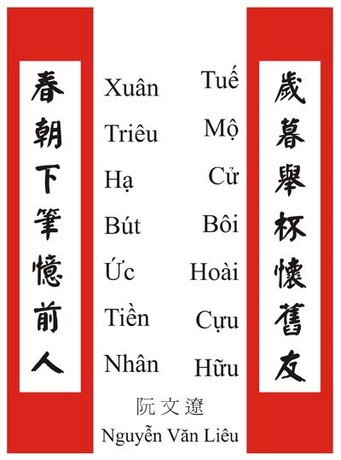 歲暮舉杯懷舊友
Tuế Mộ Cử Bôi Hoài Cựu Hữu
春朝下筆憶前人
Xuân Triêu Hạ Bút Ức Tiền Nhân
阮文遼
Nguyễn Văn Liêu